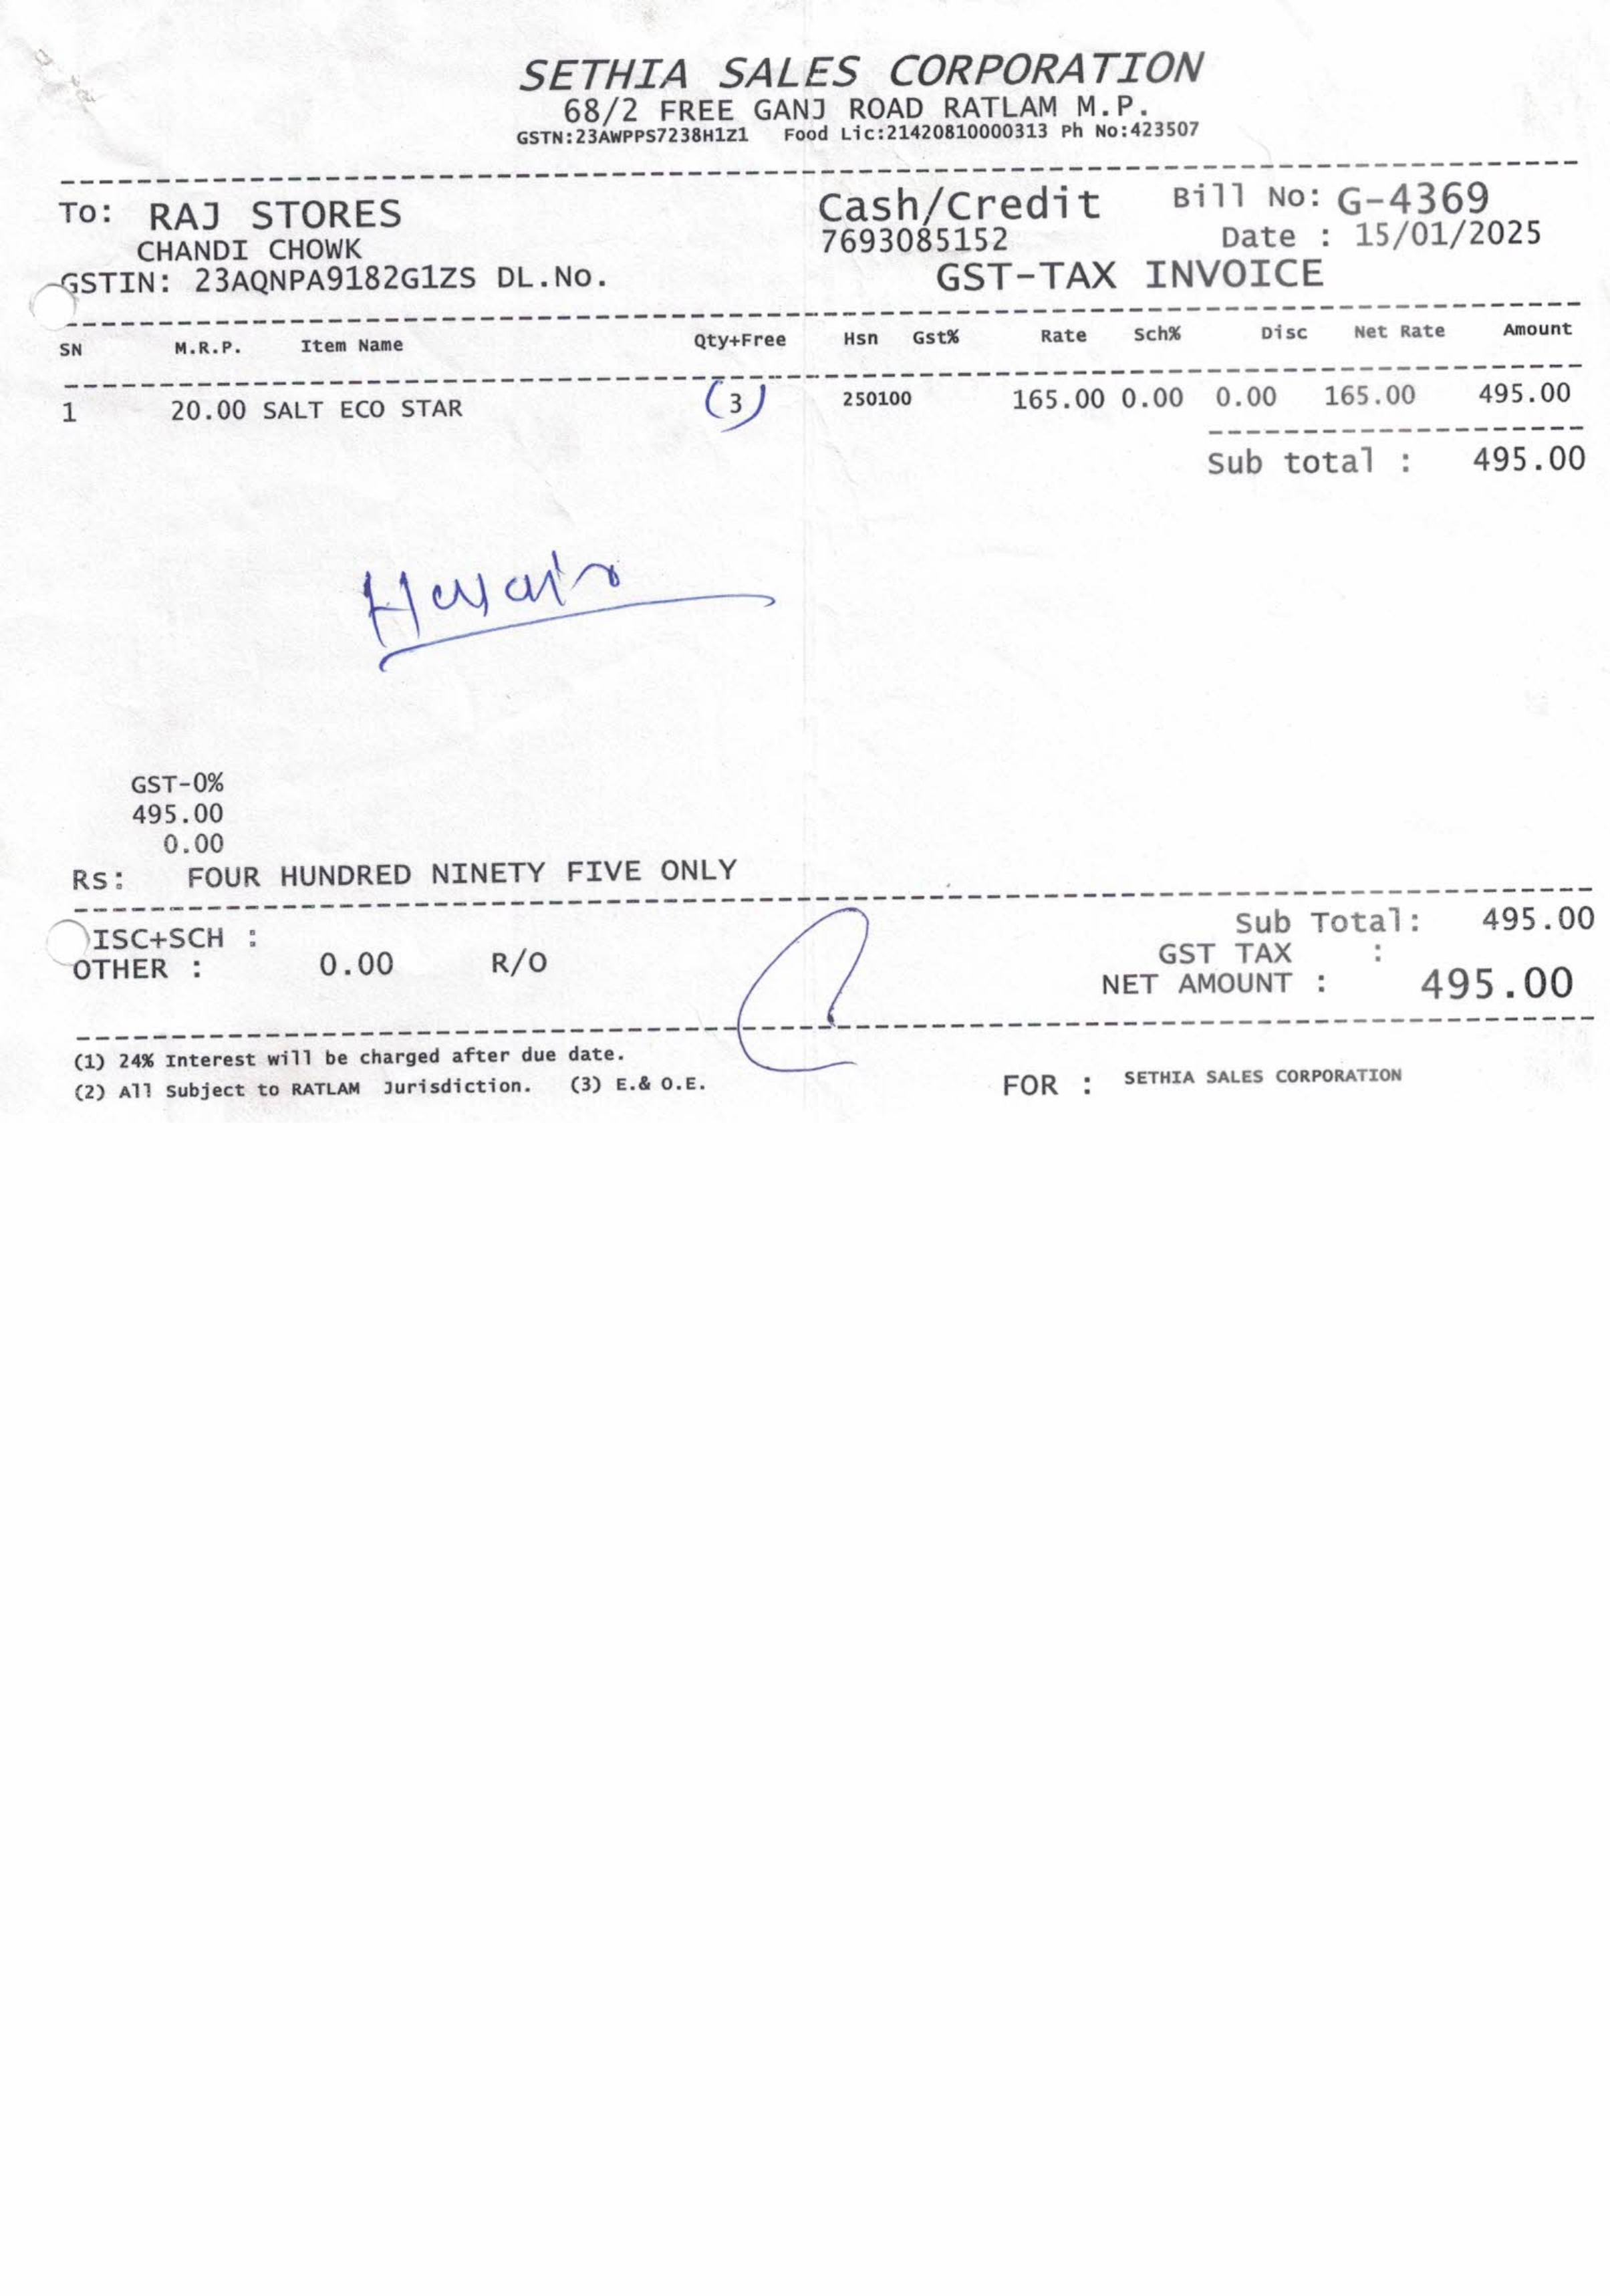 SETHIA SALES CORPORATION
68/2 FREE GANJ ROAD RATLAM M.P.
GSTN:23AWPPS7238H1Z1 Food Lic:21420810000313 Ph No:423507
To: RAJ STORES Cash/Credit Bill No: G-4369
CHANDI CHOWK 7693085152 Date : 15/01/2025
GSTIN: 23AQNPA9182G1ZS DL.No. GST-TAX INVOICE
SN M.R.P. Item Name Qty+Free Hsn Gst% Rate Sch% Disc Net Rate Amount
1 20.00 SALT ECO STAR (3) 250100 165.00 0.00 0.00 165.00 495.00
Sub total : 495.00
GST-0%
495.00
0.00
Rs: FOUR HUNDRED NINETY FIVE ONLY
ISC+SCH : Sub Total: 495.00
OTHER : 0.00 R/O GST TAX :
NET AMOUNT : 495.00
(1) 24% Interest will be charged after due date.
(2) All Subject to RATLAM Jurisdiction. (3) E.& O.E. FOR : SETHIA SALES CORPORATION